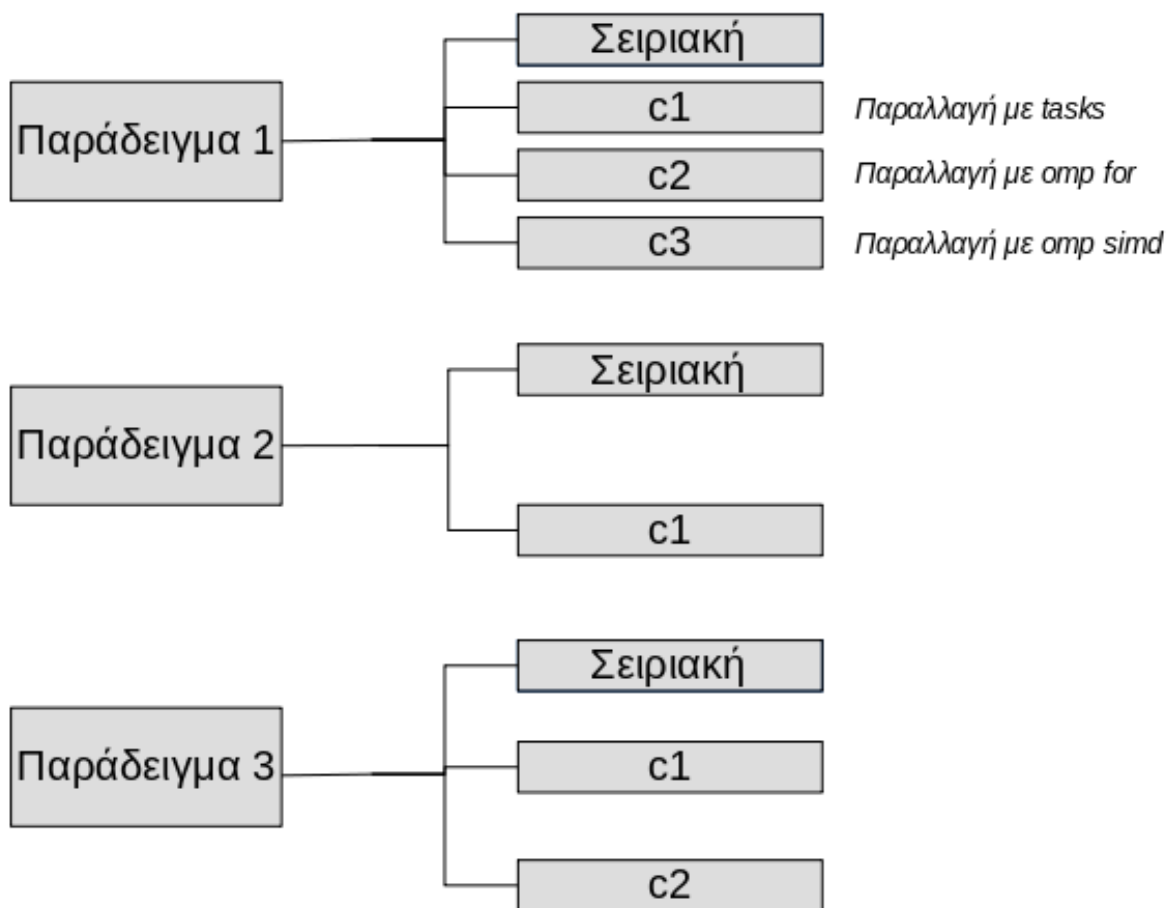 Σειριακή
Παράδειγμα 1
c1
Παραλλαγή με tasks
c2
Παραλλαγή με omp for
c3
Παραλλαγή με omp simd
Σειριακή
Παράδειγμα 2
c1
Σειριακή
Παράδειγμα 3
c1
c2